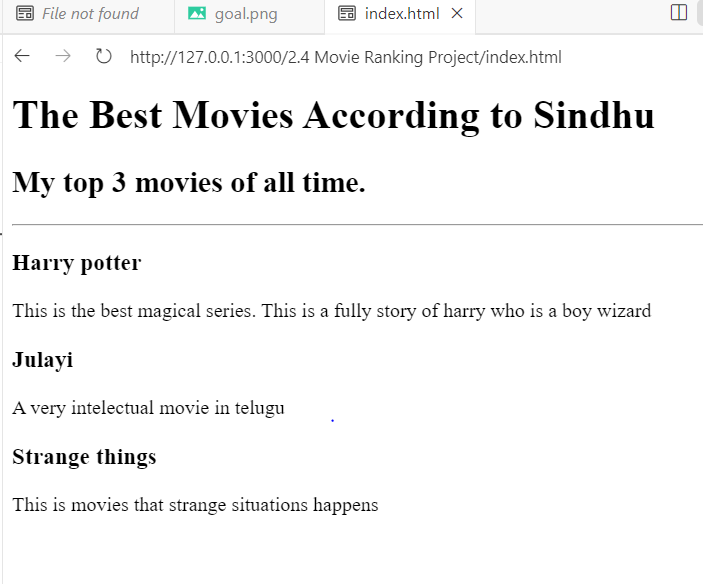 File not found
goal.png
index.html
http://127.0.0.1:3000/2.4 Movie Ranking Project/index.html
The Best Movies According to Sindhu
My top 3 movies of all time.
Harry potter
This is the best magical series. This is a fully story of harry who is a boy wizard
Julayi
A very intelectual movie in telugu
Strange things
This is movies that strange situations happens